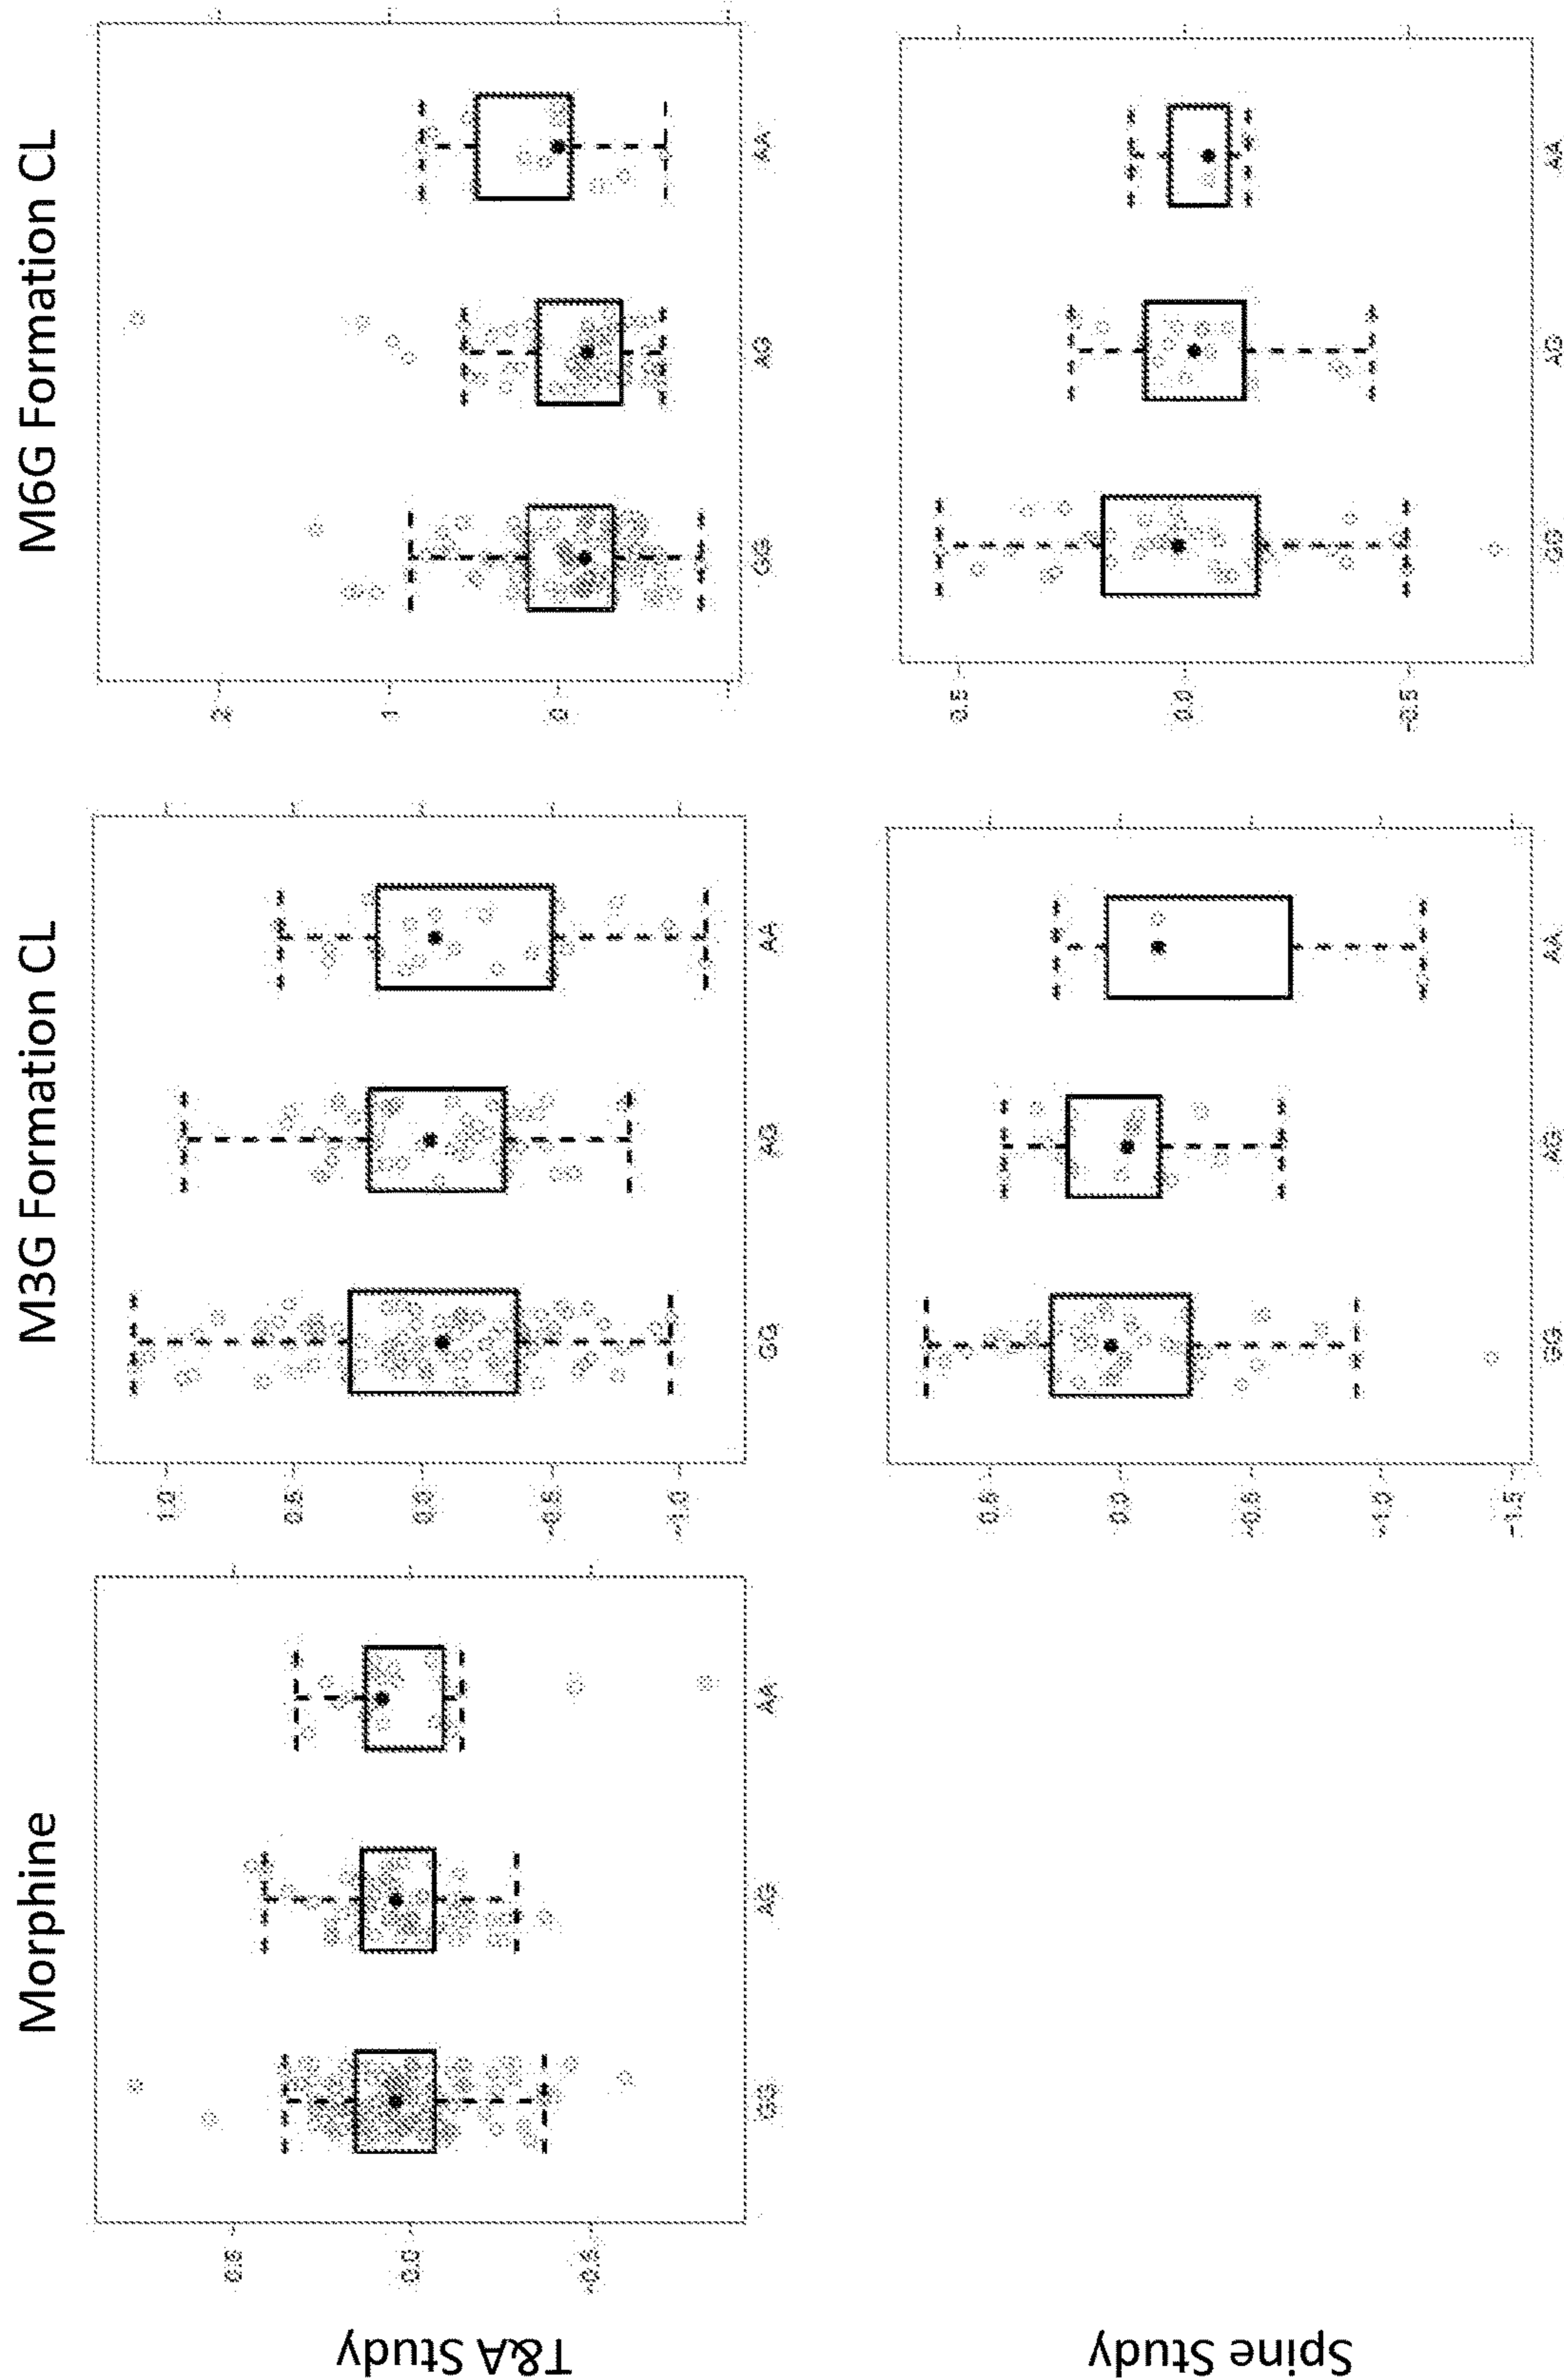 Morphine
M3G Formation CL
M6G Formation CL
T&A Study
0.5
0.0
-0.5
GG
AG
AA
1.0
0.5
0.0
-0.5
-1.0
GG
AG
AA
2
1
0
GG
AG
AA
Spine Study
0.5
0.0
-0.5
-1.0
-1.5
GG
AG
AA
0.5
0.0
-0.5
GG
AG
AA